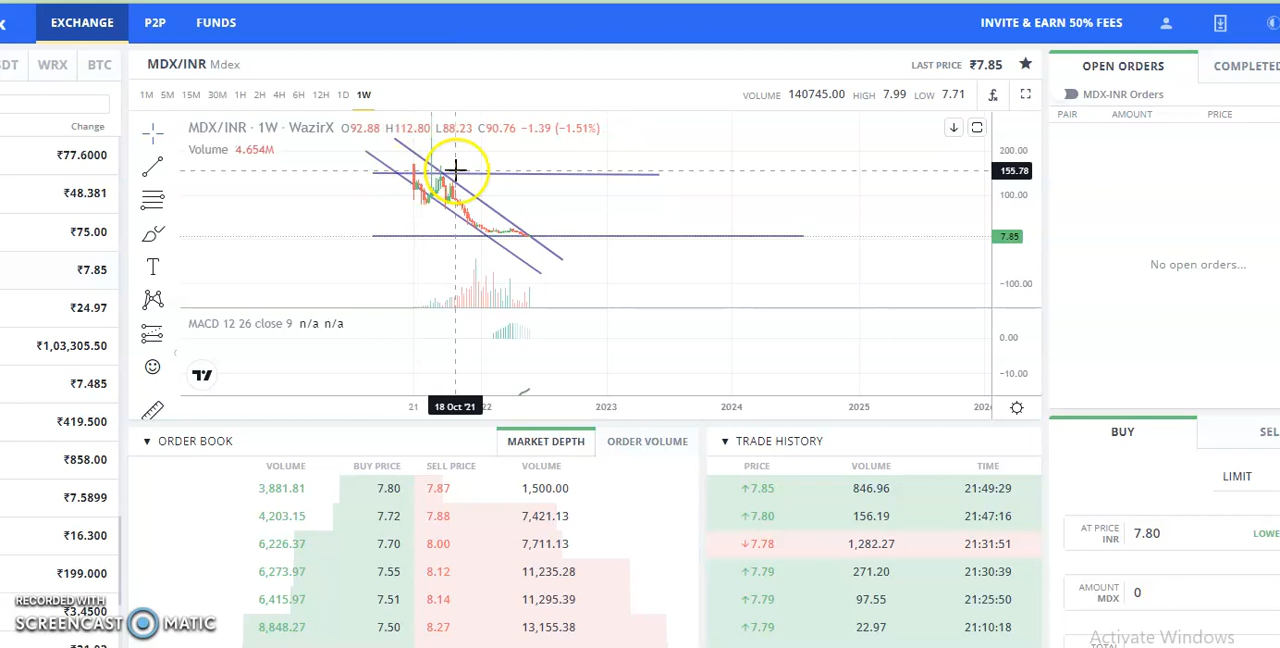 X EXCHANGE P2P FUNDS INVITE & EARN 50% FEES
DT WRX BTC
Change
₹77.6000
₹48.381
₹75.00
₹7.85
₹24.97
₹1,03,305.50
₹7.485
₹419.500
₹858.00
₹7.5899
₹16.300
₹199.000
₹3.4500
MDX/INR Mdex LAST PRICE ₹7.85
1M 5M 15M 30M 1H 2H 4H 6H 12H 1D 1W VOLUME 140745.00 HIGH 7.99 LOW 7.71
MDX/INR · 1W · WazirX O92.88 H112.80 L88.23 C90.76 −1.39 (−1.51%)
Volume 4.654M
200.00
155.78
100.00
7.85
−100.00
MACD 12 26 close 9 n/a n/a
0.00
−10.00
21 18 Oct '21 22 2023 2024 2025 202
ORDER BOOK MARKET DEPTH ORDER VOLUME
VOLUME BUY PRICE SELL PRICE VOLUME
3,881.81 7.80 7.87 1,500.00
4,203.15 7.72 7.88 7,421.13
6,226.37 7.70 8.00 7,711.13
6,273.97 7.55 8.12 11,235.28
6,415.97 7.51 8.14 11,295.39
8,848.27 7.50 8.27 13,155.38
TRADE HISTORY
PRICE VOLUME TIME
↑7.85 846.96 21:49:29
↑7.80 156.19 21:47:16
↓7.78 1,282.27 21:31:51
↑7.79 271.20 21:30:39
↑7.79 97.55 21:25:50
↑7.79 22.97 21:10:18
OPEN ORDERS COMPLETED
MDX-INR Orders
PAIR AMOUNT PRICE
No open orders...
BUY SEL
LIMIT
AT PRICE INR 7.80 LOWE
AMOUNT MDX 0
TOTAL
Activate Windows
RECORDED WITH
SCREENCAST MATIC